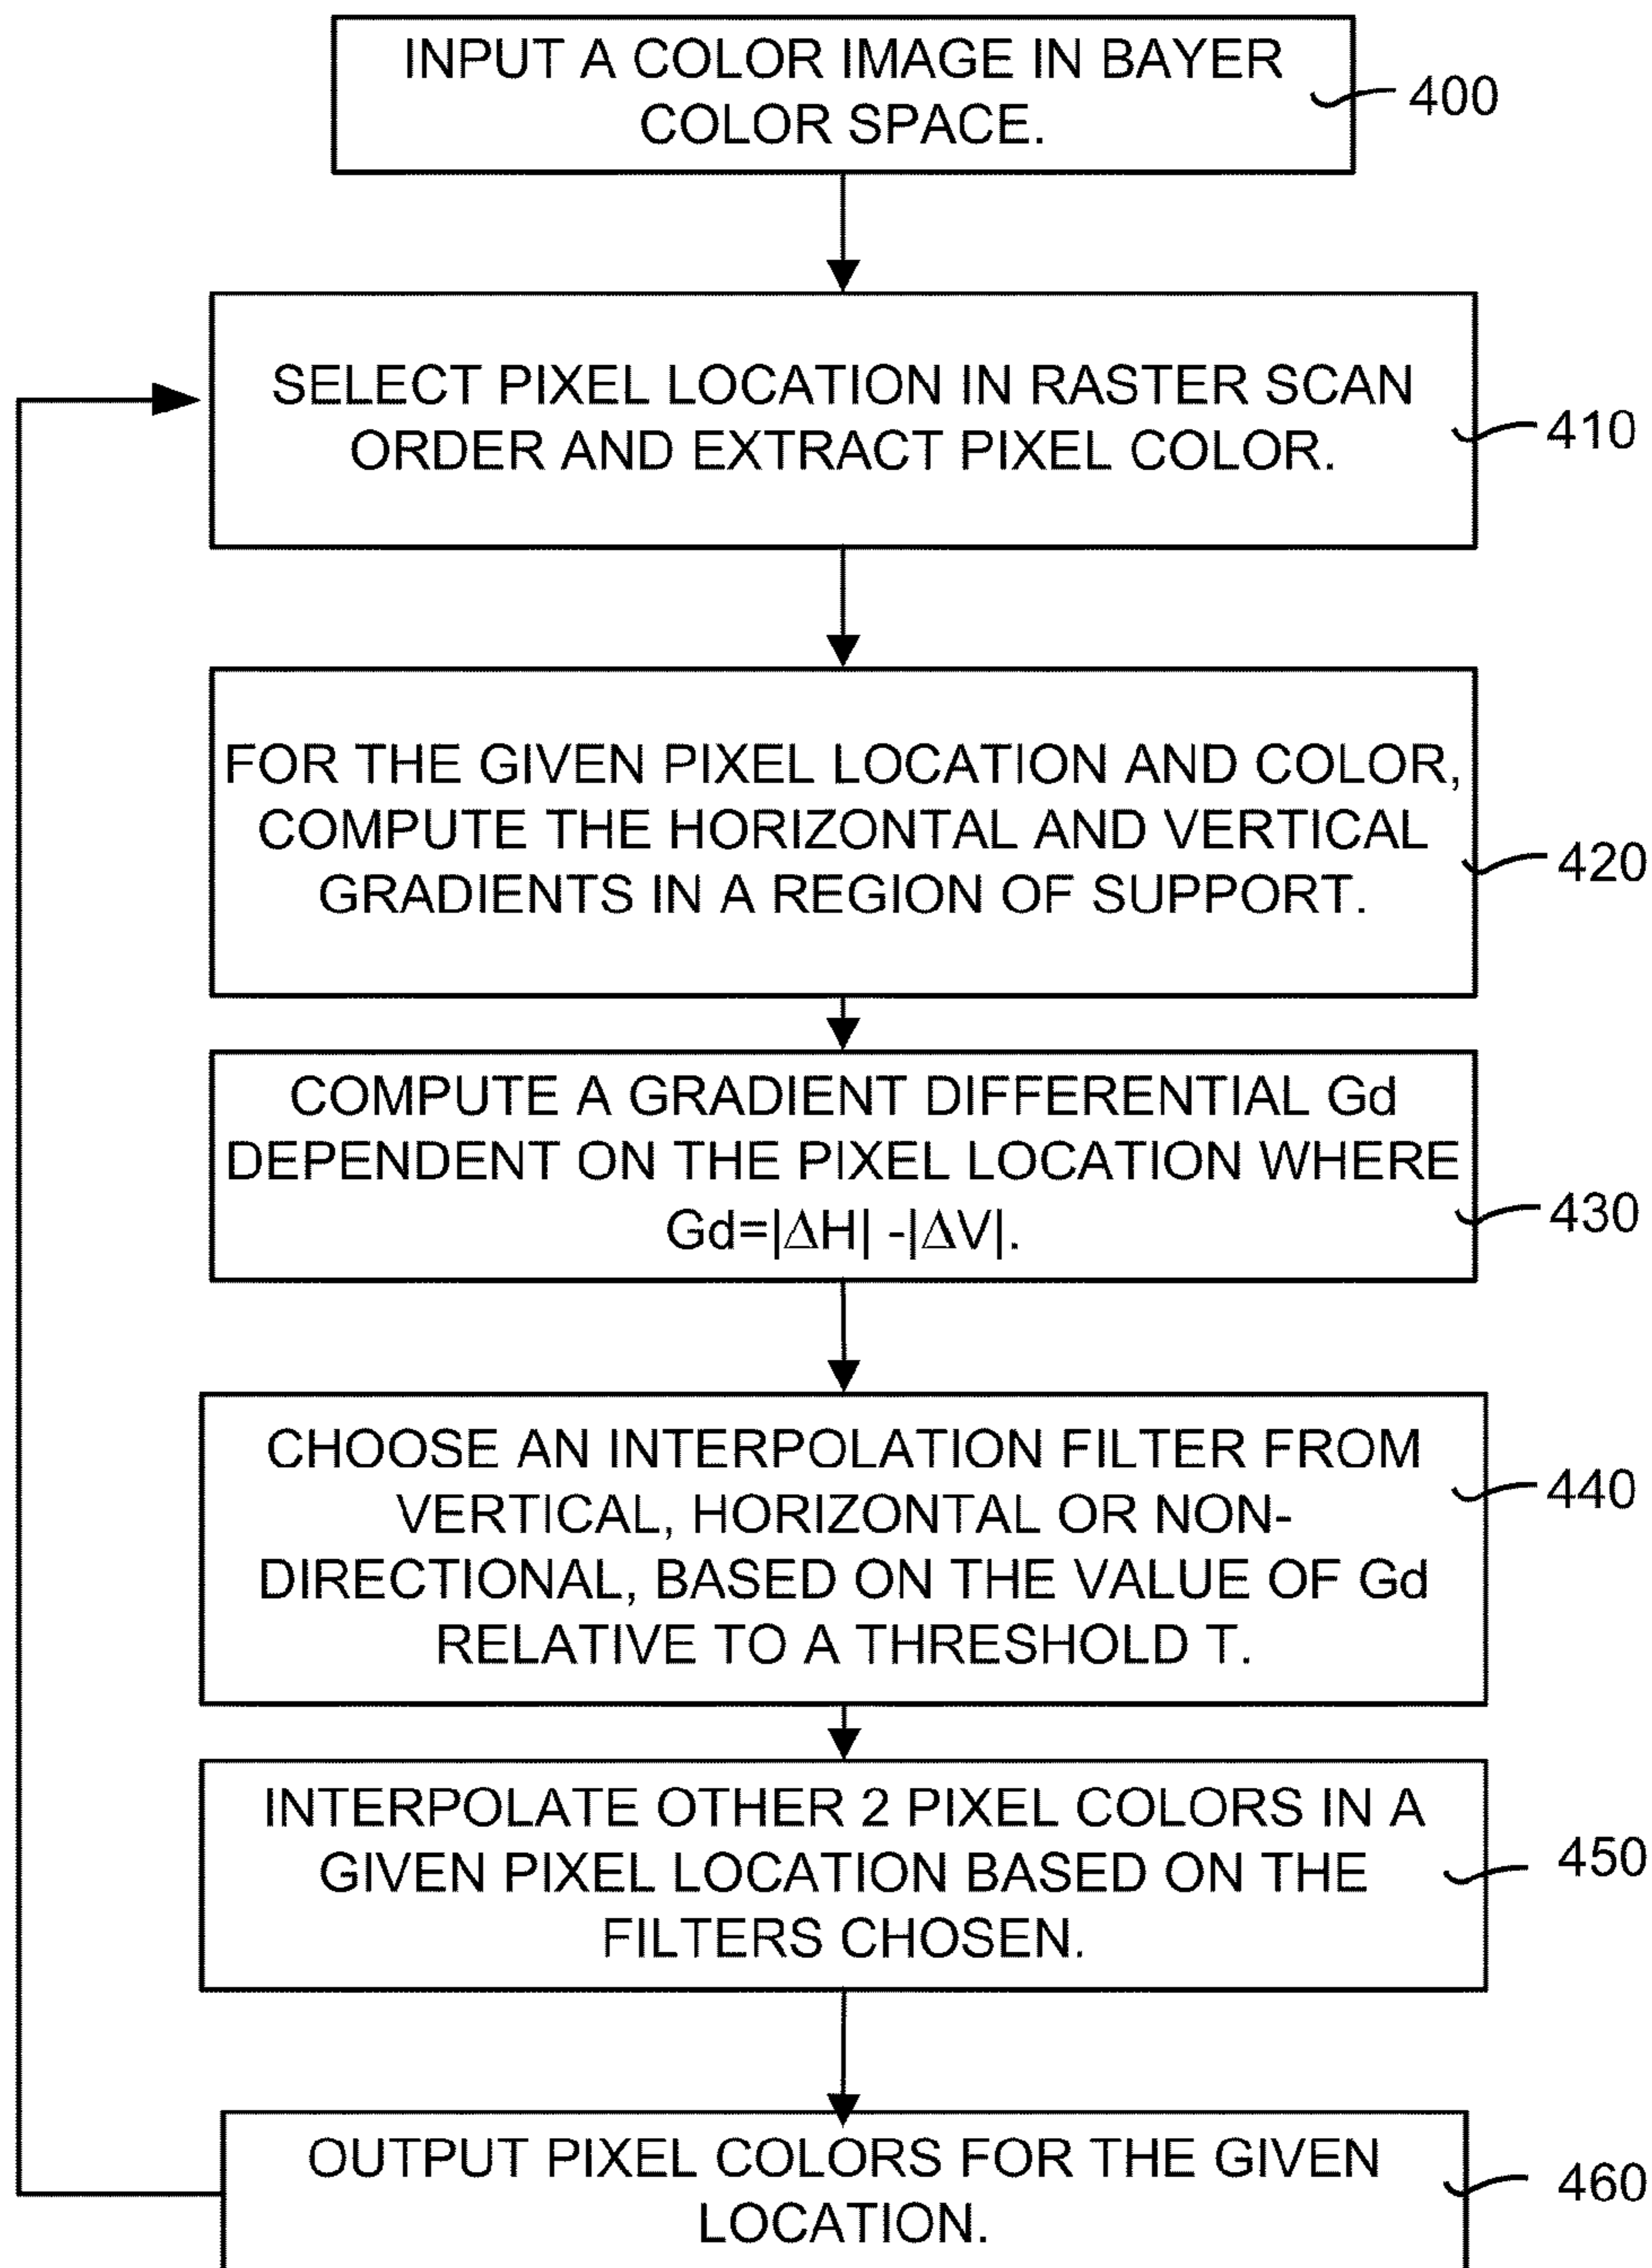 INPUT A COLOR IMAGE IN BAYER
COLOR SPACE.
400
SELECT PIXEL LOCATION IN RASTER SCAN
ORDER AND EXTRACT PIXEL COLOR.
410
FOR THE GIVEN PIXEL LOCATION AND COLOR,
COMPUTE THE HORIZONTAL AND VERTICAL
GRADIENTS IN A REGION OF SUPPORT.
420
COMPUTE A GRADIENT DIFFERENTIAL Gd
DEPENDENT ON THE PIXEL LOCATION WHERE
Gd=|ΔH| -|ΔV|.
430
CHOOSE AN INTERPOLATION FILTER FROM
VERTICAL, HORIZONTAL OR NON-
DIRECTIONAL, BASED ON THE VALUE OF Gd
RELATIVE TO A THRESHOLD T.
440
INTERPOLATE OTHER 2 PIXEL COLORS IN A
GIVEN PIXEL LOCATION BASED ON THE
FILTERS CHOSEN.
450
OUTPUT PIXEL COLORS FOR THE GIVEN
LOCATION.
460